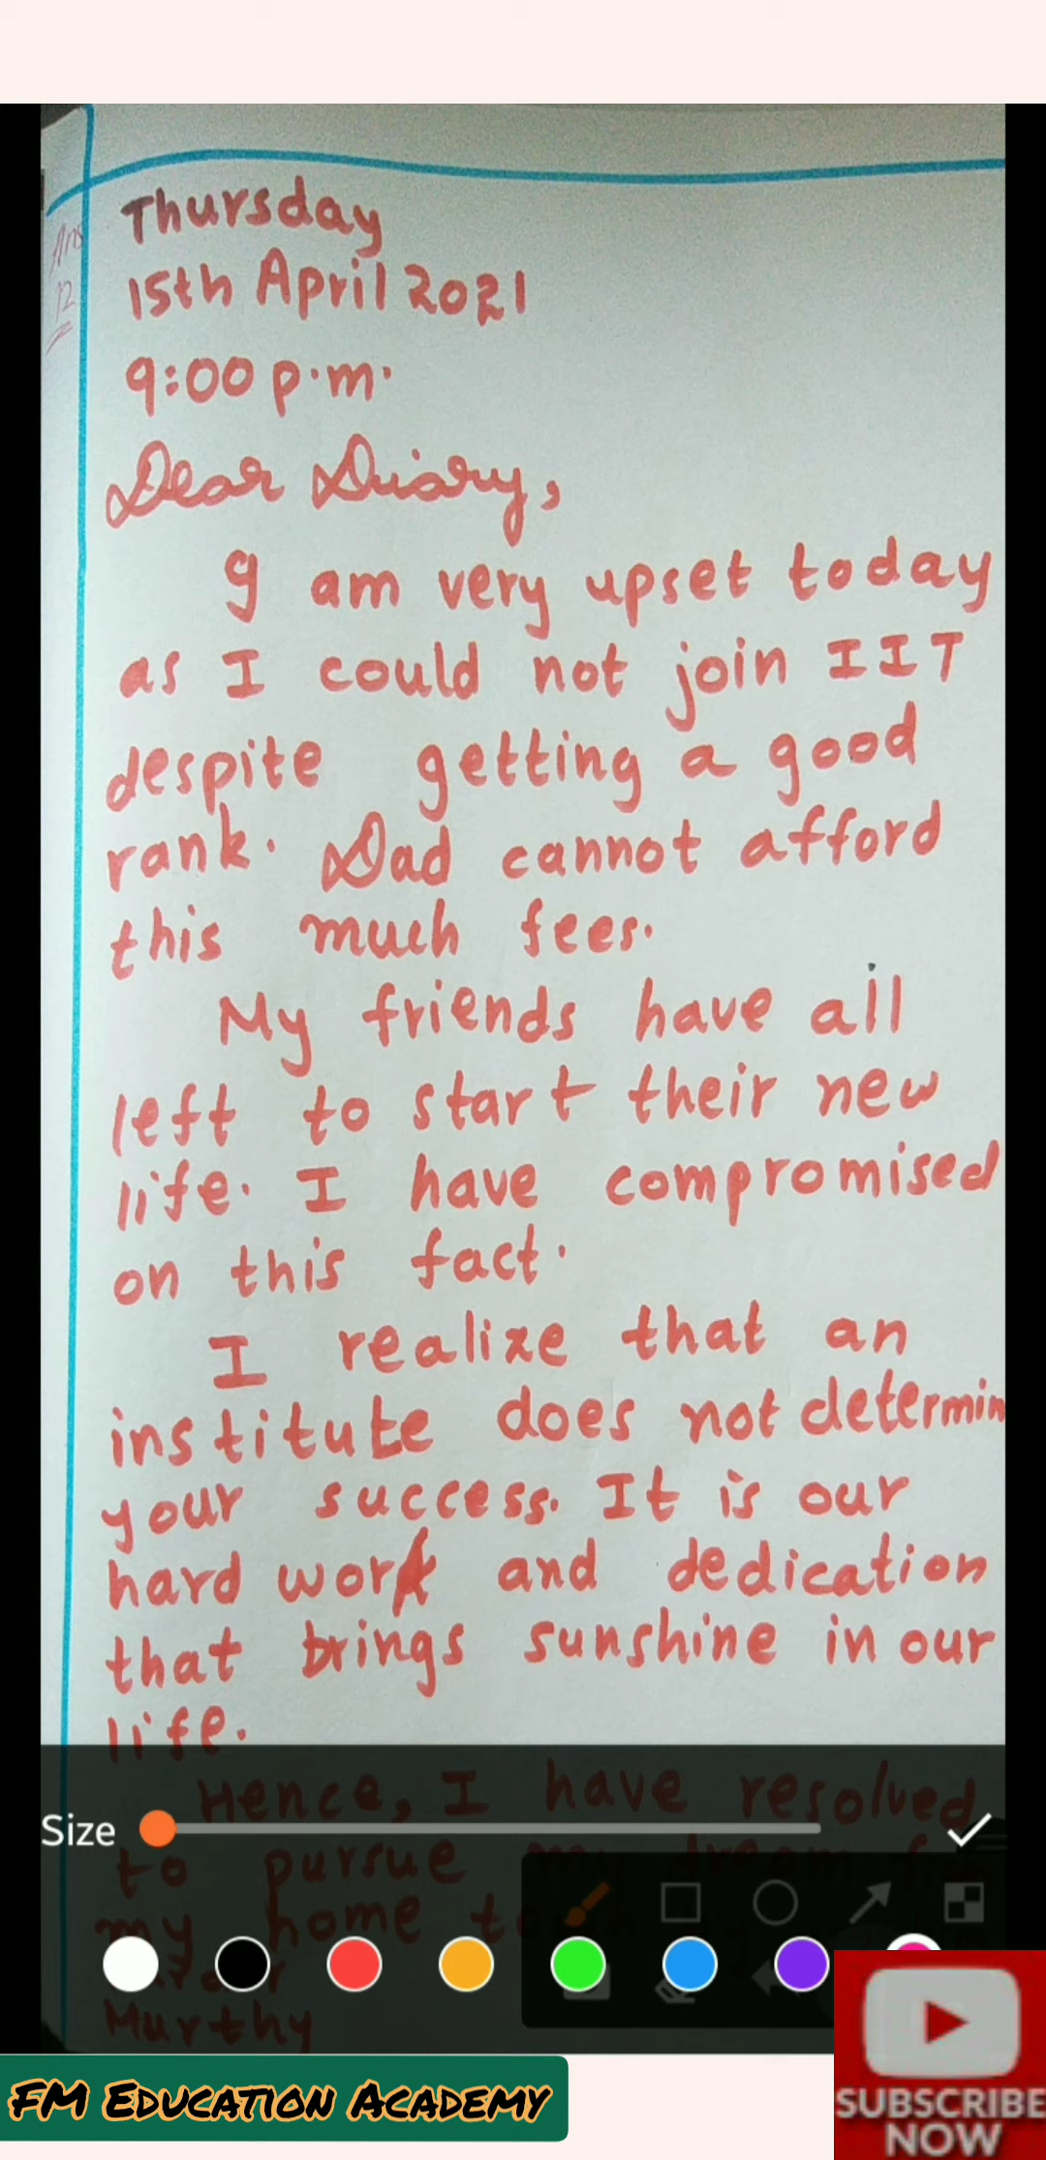 Thursday
15th April 2021
9:00 p.m.
Ans
12
Dear Diary,
I am very upset today
as I could not join IIT
despite getting a good
rank. Dad cannot afford
this much fees.
My friends have all
left to start their new
life. I have compromised
on this fact.
I realize that an
institute does not determin
your success. It is our
hard work and dedication
that brings sunshine in our
life.
Hence, I have resolved
Size
to pursue my dream
my home
Murthy
FM EDUCATION ACADEMY
SUBSCRIBE
NOW